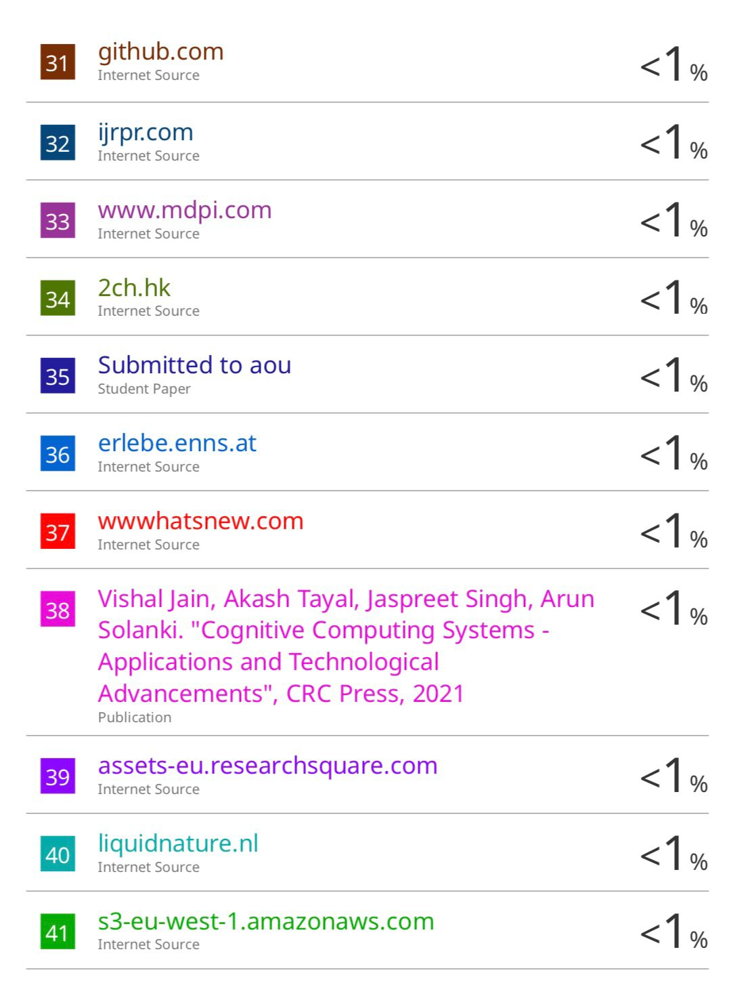 31 github.com <1%
Internet Source
32 ijrpr.com <1%
Internet Source
33 www.mdpi.com <1%
Internet Source
34 2ch.hk <1%
Internet Source
35 Submitted to aou <1%
Student Paper
36 erlebe.enns.at <1%
Internet Source
37 wwwhatsnew.com <1%
Internet Source
38 Vishal Jain, Akash Tayal, Jaspreet Singh, Arun <1%
Solanki. "Cognitive Computing Systems -
Applications and Technological
Advancements", CRC Press, 2021
Publication
39 assets-eu.researchsquare.com <1%
Internet Source
40 liquidnature.nl <1%
Internet Source
41 s3-eu-west-1.amazonaws.com <1%
Internet Source